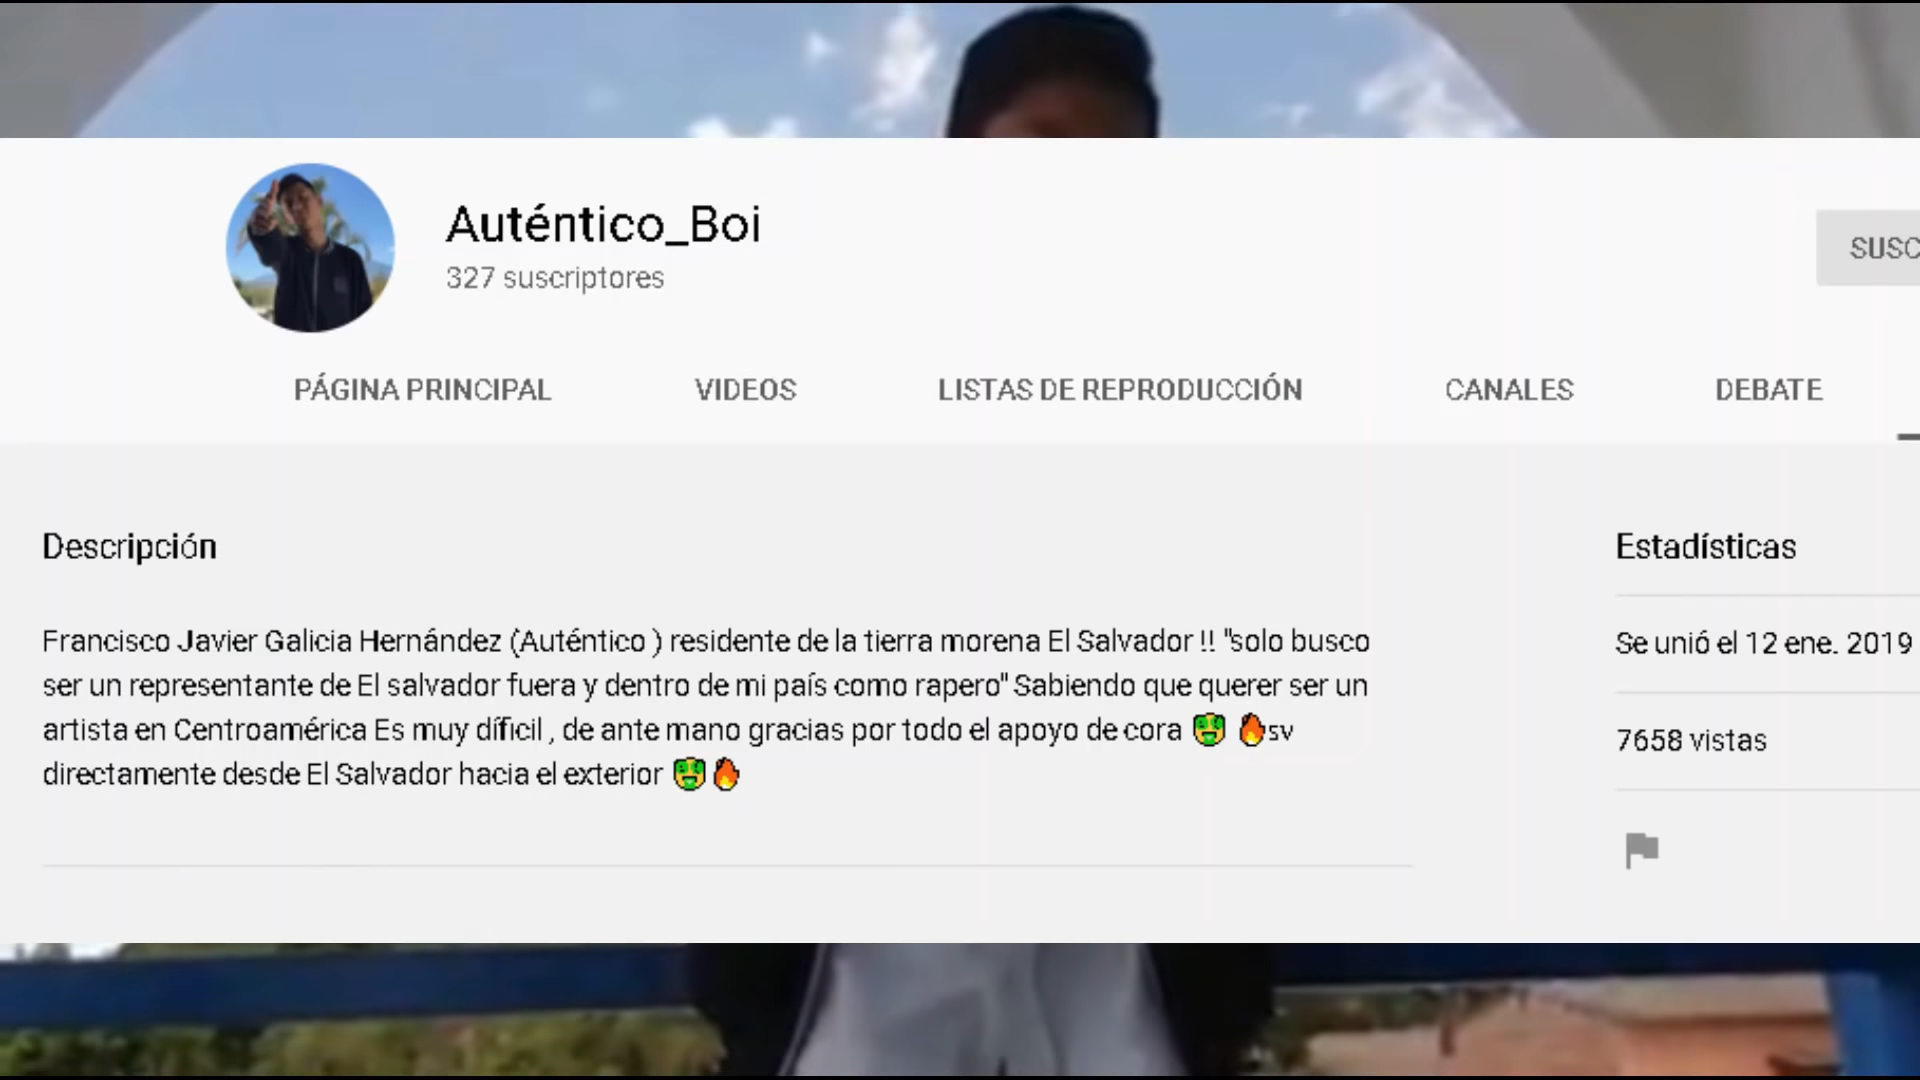 Auténtico_Boi
327 suscriptores
SUSC
PÁGINA PRINCIPAL VIDEOS LISTAS DE REPRODUCCIÓN CANALES DEBATE
Descripción
Estadísticas
Francisco Javier Galicia Hernández (Auténtico ) residente de la tierra morena El Salvador !! "solo busco
ser un representante de El salvador fuera y dentro de mi país como rapero" Sabiendo que querer ser un
artista en Centroamérica Es muy díficil , de ante mano gracias por todo el apoyo de cora 🤑 🔥sv
directamente desde El Salvador hacia el exterior 🤑🔥
Se unió el 12 ene. 2019
7658 vistas